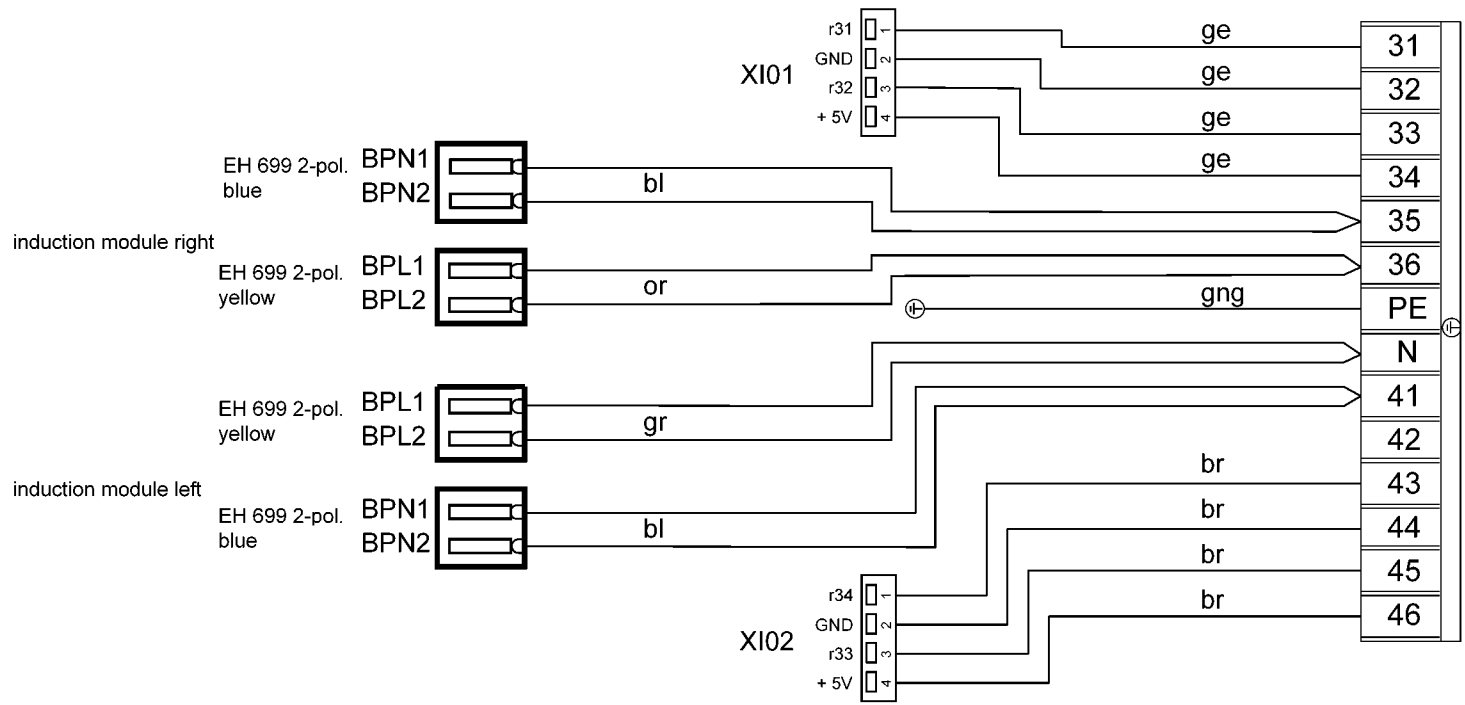 r31 1 ge 31
XI01 GND 2 ge 32
r32 3 ge 33
+ 5V 4 ge 34
EH 699 2-pol.
blue
BPN1
BPN2
bl
35
induction module right
EH 699 2-pol.
yellow
BPL1
BPL2
or
36
gng PE
N
EH 699 2-pol.
yellow
BPL1
BPL2
gr
41
42
induction module left
EH 699 2-pol.
blue
BPN1
BPN2
bl
br 43
br 44
br 45
br 46
r34 1
XI02 GND 2
r33 3
+ 5V 4